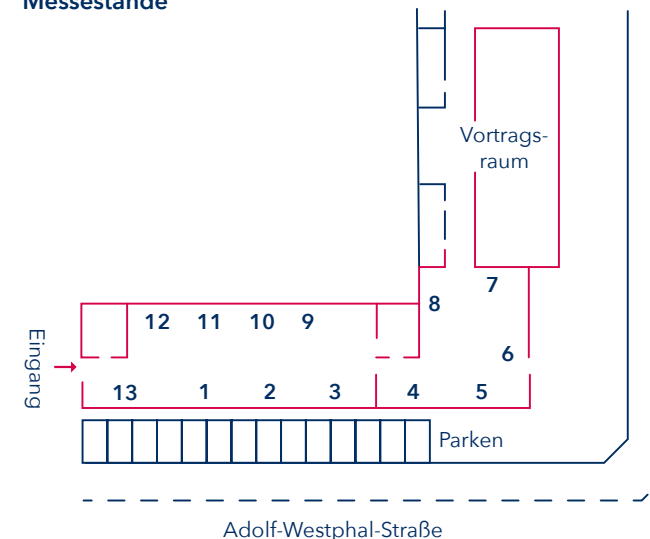 Messestände
Vortrags-
raum
7
8
12 11 10 9
6
Eingang
13 1 2 3 4 5
Parken
Adolf-Westphal-Straße